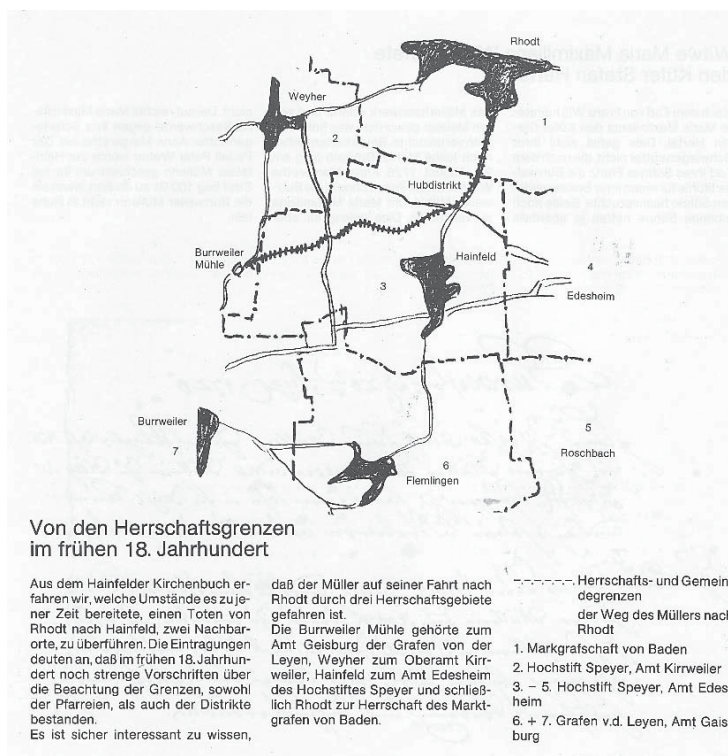 Rhodt
Weyher
1
2
Hubdistrikt
Burrweiler
Mühle
Hainfeld
3
4
Edesheim
Burrweiler
7
5
Roschbach
6
Flemlingen
Von den Herrschaftsgrenzen
im frühen 18. Jahrhundert
Aus dem Hainfelder Kirchenbuch er-
fahren wir, welche Umstände es zu je-
ner Zeit bereitete, einen Toten von
Rhodt nach Hainfeld, zwei Nachbar-
orte, zu überführen. Die Eintragungen
deuten an, daß im frühen 18. Jahrhun-
dert noch strenge Vorschriften über
die Beachtung der Grenzen, sowohl
der Pfarreien, als auch der Distrikte
bestanden.
Es ist sicher interessant zu wissen,
daß der Müller auf seiner Fahrt nach
Rhodt durch drei Herrschaftsgebiete
gefahren ist.
Die Burrweiler Mühle gehörte zum
Amt Geisburg der Grafen von der
Leyen, Weyher zum Oberamt Kirr-
weiler, Hainfeld zum Amt Edesheim
des Hochstiftes Speyer und schließ-
lich Rhodt zur Herrschaft des Markt-
grafen von Baden.
Herrschafts- und Gemein
degrenzen
der Weg des Müllers nach
Rhodt
1. Markgrafschaft von Baden
2. Hochstift Speyer, Amt Kirrweiler
3. – 5. Hochstift Speyer, Amt Edes
heim
6. + 7. Grafen v.d. Leyen, Amt Gais
burg